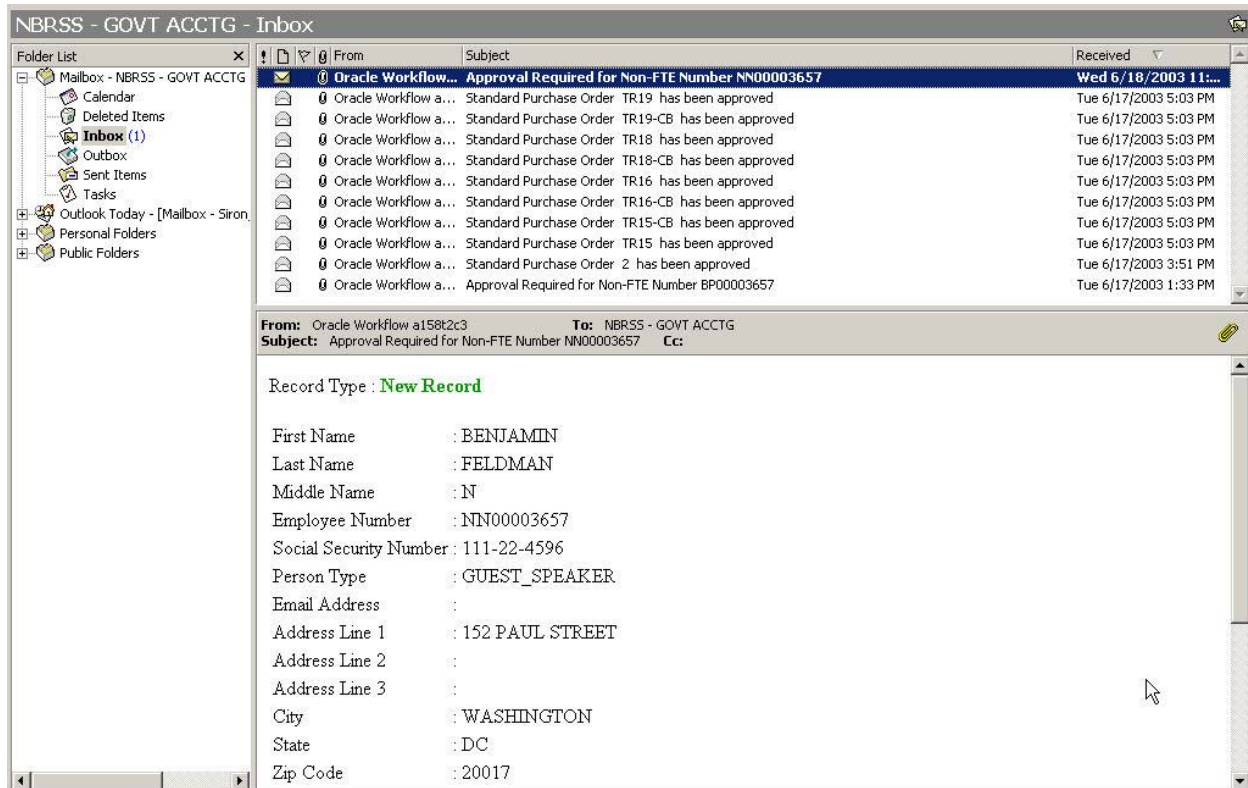 NBRSS - GOVT ACCTG - Inbox
Folder List
Mailbox - NBRSS - GOVT ACCTG
Calendar
Deleted Items
Inbox (1)
Outbox
Sent Items
Tasks
Outlook Today - [Mailbox - Siron
Personal Folders
Public Folders
! From Subject Received
Oracle Workflow... Approval Required for Non-FTE Number NN00003657 Wed 6/18/2003 11:...
Oracle Workflow a... Standard Purchase Order TR19 has been approved Tue 6/17/2003 5:03 PM
Oracle Workflow a... Standard Purchase Order TR19-CB has been approved Tue 6/17/2003 5:03 PM
Oracle Workflow a... Standard Purchase Order TR18 has been approved Tue 6/17/2003 5:03 PM
Oracle Workflow a... Standard Purchase Order TR18-CB has been approved Tue 6/17/2003 5:03 PM
Oracle Workflow a... Standard Purchase Order TR16 has been approved Tue 6/17/2003 5:03 PM
Oracle Workflow a... Standard Purchase Order TR16-CB has been approved Tue 6/17/2003 5:03 PM
Oracle Workflow a... Standard Purchase Order TR15-CB has been approved Tue 6/17/2003 5:03 PM
Oracle Workflow a... Standard Purchase Order TR15 has been approved Tue 6/17/2003 5:03 PM
Oracle Workflow a... Standard Purchase Order 2 has been approved Tue 6/17/2003 3:51 PM
Oracle Workflow a... Approval Required for Non-FTE Number BP00003657 Tue 6/17/2003 1:33 PM
From: Oracle Workflow a158t2c3 To: NBRSS - GOVT ACCTG
Subject: Approval Required for Non-FTE Number NN00003657 Cc:
Record Type : New Record
First Name : BENJAMIN
Last Name : FELDMAN
Middle Name : N
Employee Number : NN00003657
Social Security Number : 111-22-4596
Person Type : GUEST_SPEAKER
Email Address :
Address Line 1 : 152 PAUL STREET
Address Line 2 :
Address Line 3 :
City : WASHINGTON
State : DC
Zip Code : 20017